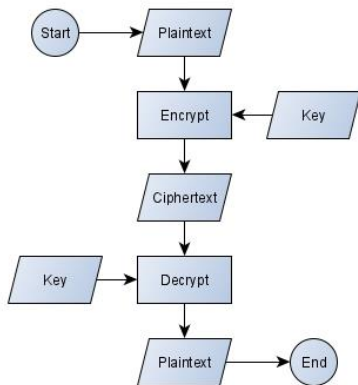 Start
Plaintext
Encrypt
Key
Ciphertext
Key
Decrypt
Plaintext
End